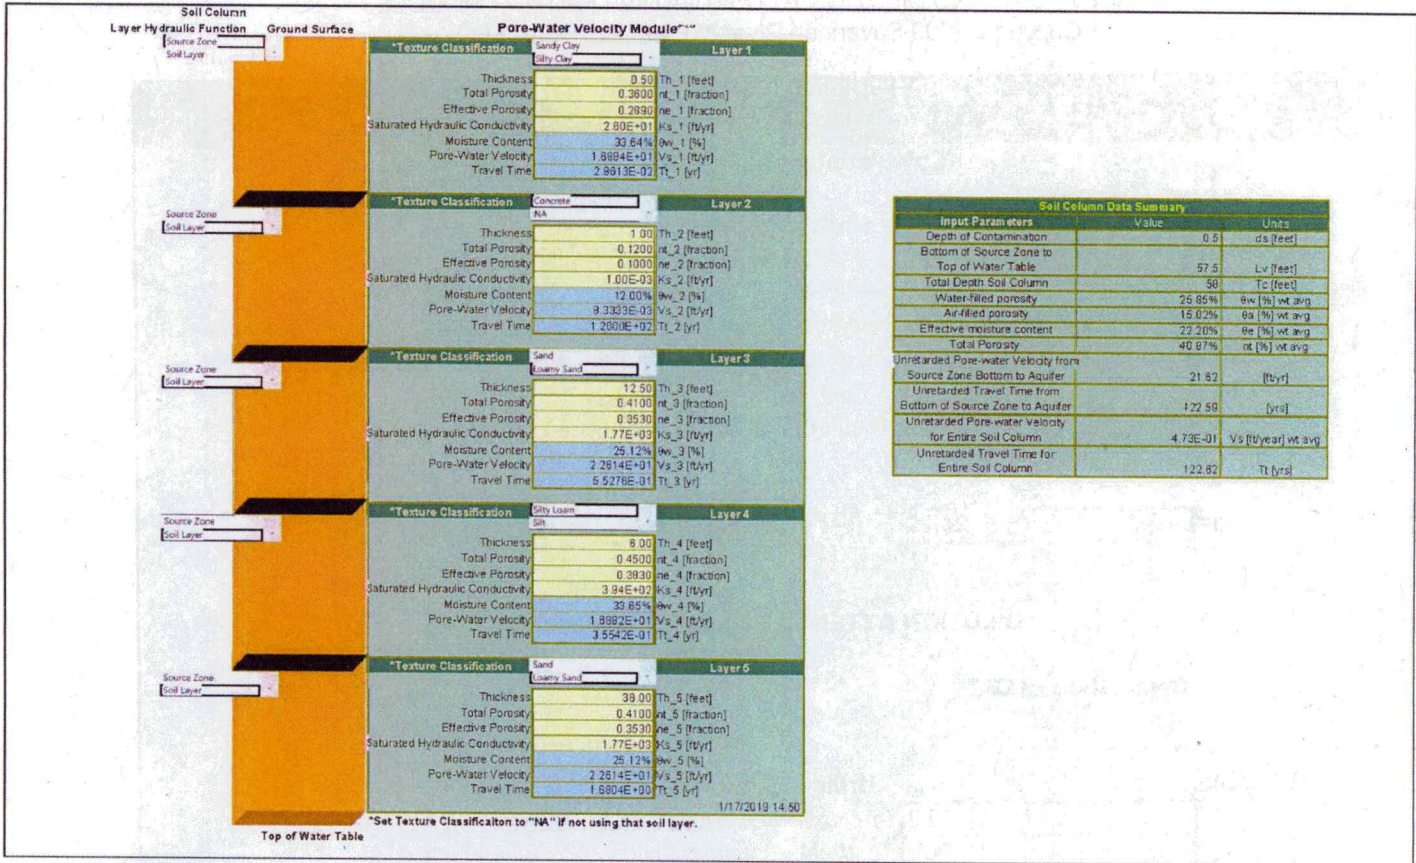 Soil Column
Layer Hydraulic Function Ground Surface Pore-Water Velocity Module
Source Zone
Soil Layer
*Texture Classification Sandy Clay Layer 1
Silty Clay
Thickness 0.50 Th_1 [feet]
Total Porosity 0.3600 nt_1 [fraction]
Effective Porosity ne_1 [fraction]
Saturated Hydraulic Conductivity 2.60E+01 Ks_1 [ft/yr]
Moisture Content 33.64% θw_1 [%]
Pore-Water Velocity Vs_1 [ft/yr]
Travel Time Tt_1 [yr]
Source Zone
Soil Layer
*Texture Classification Concrete Layer 2
NA
Thickness 1.00 Th_2 [feet]
Total Porosity 0.1200 nt_2 [fraction]
Effective Porosity 0.1000 ne_2 [fraction]
Saturated Hydraulic Conductivity 1.00E-03 Ks_2 [ft/yr]
Moisture Content 12.00% θw_2 [%]
Pore-Water Velocity 8.3333E-03 Vs_2 [ft/yr]
Travel Time 1.2000E+02 Tt_2 [yr]
Source Zone
Soil Layer
*Texture Classification Sand Layer 3
Loamy Sand
Thickness 12.50 Th_3 [feet]
Total Porosity 0.4100 nt_3 [fraction]
Effective Porosity 0.3530 ne_3 [fraction]
Saturated Hydraulic Conductivity 1.77E+03 Ks_3 [ft/yr]
Moisture Content 25.12% θw_3 [%]
Pore-Water Velocity 2.2614E+01 Vs_3 [ft/yr]
Travel Time 5.5276E-01 Tt_3 [yr]
Source Zone
Soil Layer
*Texture Classification Silty Loam Layer 4
Silt
Thickness 6.00 Th_4 [feet]
Total Porosity 0.4500 nt_4 [fraction]
Effective Porosity 0.3830 ne_4 [fraction]
Saturated Hydraulic Conductivity 3.94E+02 Ks_4 [ft/yr]
Moisture Content 33.65% θw_4 [%]
Pore-Water Velocity 1.6882E+01 Vs_4 [ft/yr]
Travel Time 3.5542E-01 Tt_4 [yr]
Source Zone
Soil Layer
*Texture Classification Sand Layer 5
Loamy Sand
Thickness 38.00 Th_5 [feet]
Total Porosity 0.4100 nt_5 [fraction]
Effective Porosity 0.3530 ne_5 [fraction]
Saturated Hydraulic Conductivity 1.77E+03 Ks_5 [ft/yr]
Moisture Content 25.12% θw_5 [%]
Pore-Water Velocity 2.2614E+01 Vs_5 [ft/yr]
Travel Time 1.6804E+00 Tt_5 [yr]
1/17/2019 14:50
*Set Texture Classificaiton to "NA" if not using that soil layer.
Top of Water Table
Soil Column Data Summary
Input Parameters Value Units
Depth of Contamination 0.5 ds [feet]
Bottom of Source Zone to
Top of Water Table 57.5 Lv [feet]
Total Depth Soil Column 58 Tc [feet]
Water-filled porosity 25.85% θw [%] wt avg
Air-filled porosity 15.02% θa [%] wt avg
Effective moisture content 22.20% θe [%] wt avg
Total Porosity 40.87% nt [%] wt avg
Unretarded Pore-water Velocity from
Source Zone Bottom to Aquifer 21.62 [ft/yr]
Unretarded Travel Time from
Bottom of Source Zone to Aquifer 122.59 [yrs]
Unretarded Pore-water Velocity
for Entire Soil Column 4.73E-01 Vs [ft/year] wt avg
Unretarded Travel Time for
Entire Soil Column 122.62 Tt [yrs]